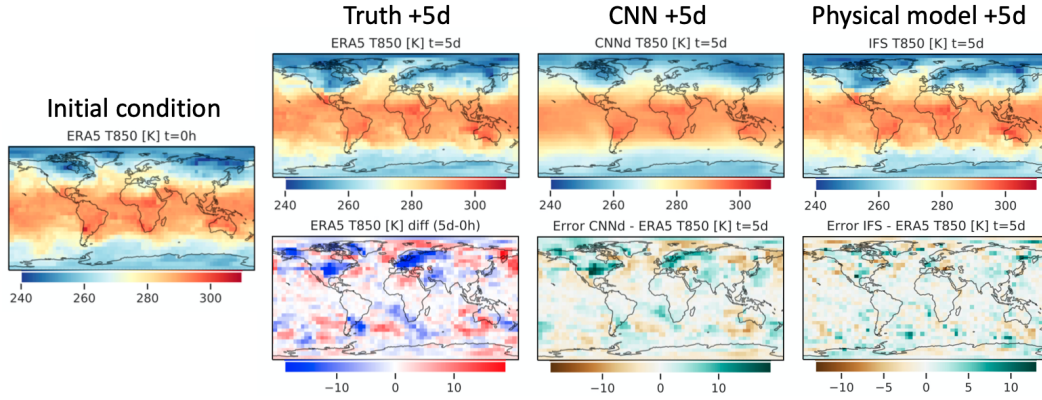 Truth +5d
CNN +5d
Physical model +5d
ERA5 T850 [K] t=5d
CNNd T850 [K] t=5d
IFS T850 [K] t=5d
Initial condition
ERA5 T850 [K] t=0h
240 260 280 300
240 260 280 300
240 260 280 300
240 260 280 300
ERA5 T850 [K] diff (5d-0h)
Error CNNd - ERA5 T850 [K] t=5d
Error IFS - ERA5 T850 [K] t=5d
−10 0 10
−10 0 10
−10 −5 0 5 10